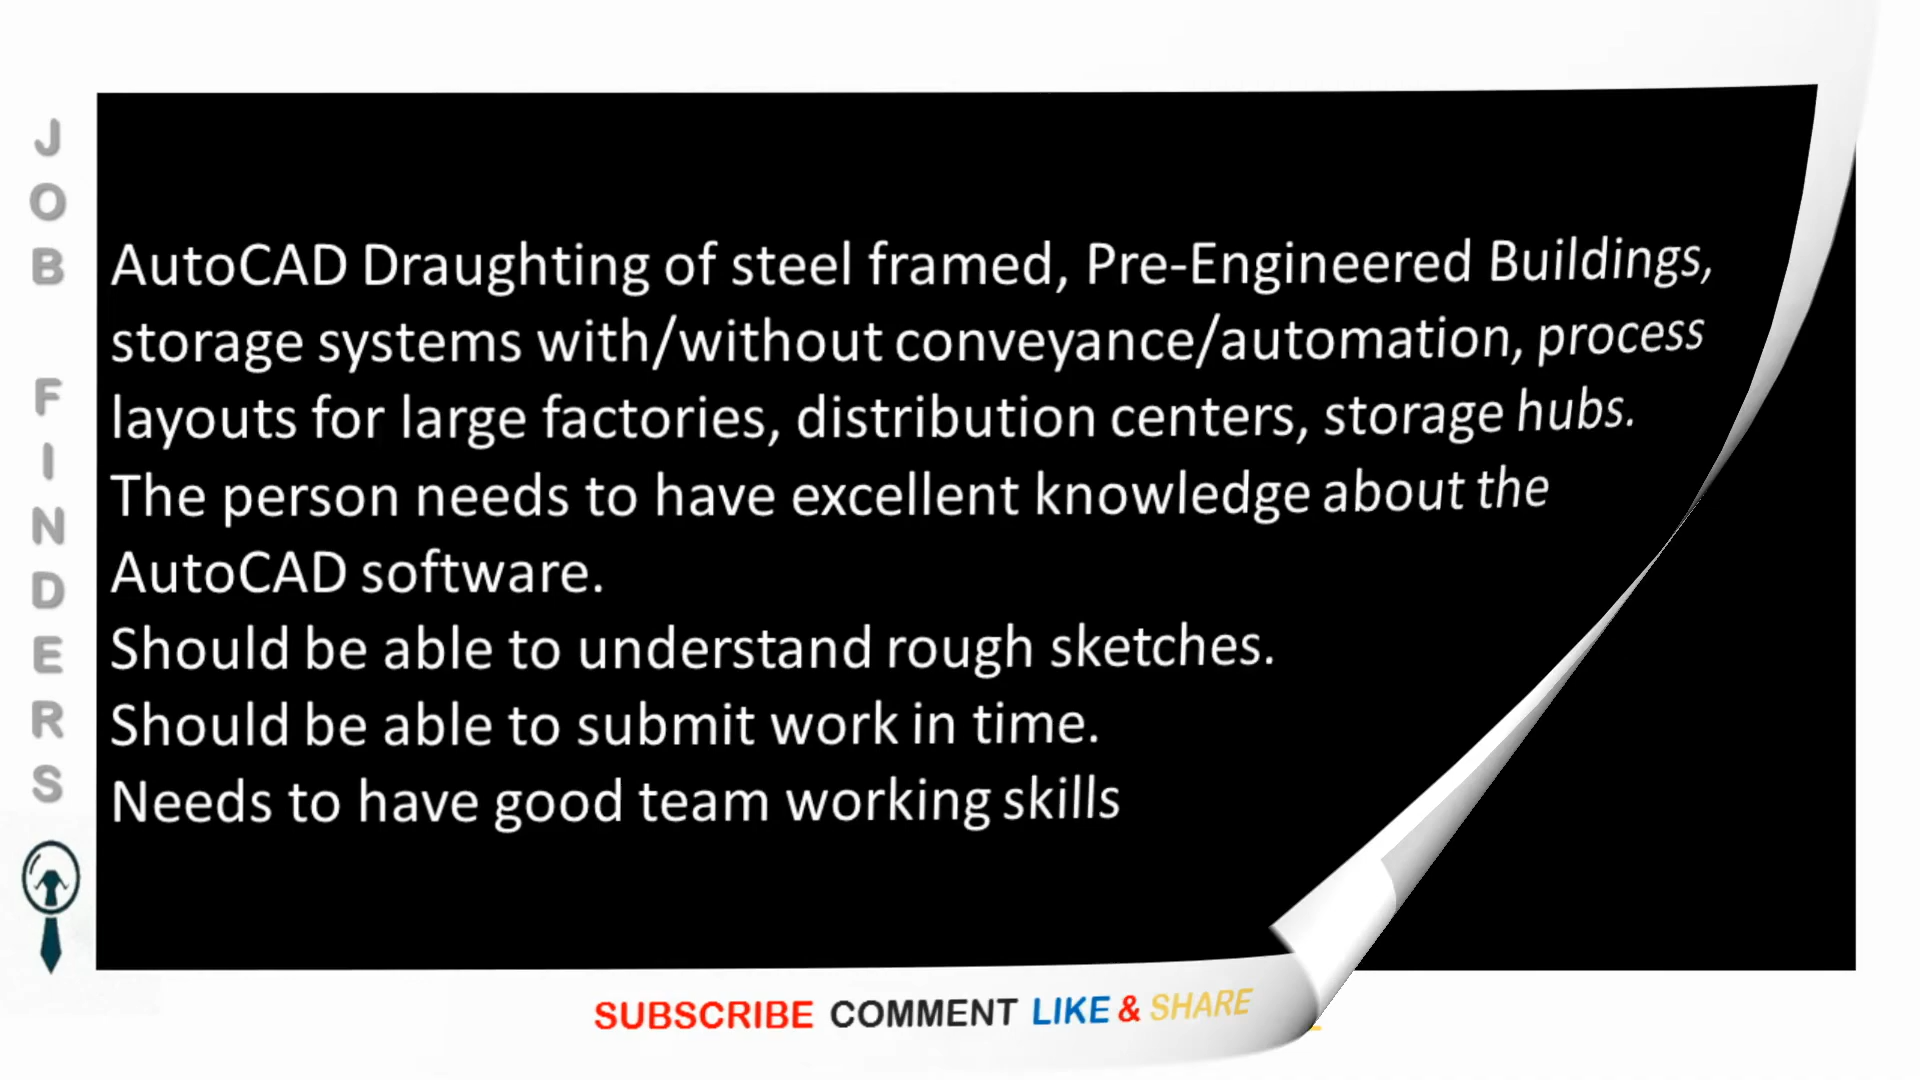 JOB FINDERS
AutoCAD Draughting of steel framed, Pre-Engineered Buildings,
storage systems with/without conveyance/automation, process
layouts for large factories, distribution centers, storage hubs.
The person needs to have excellent knowledge about the
AutoCAD software.
Should be able to understand rough sketches.
Should be able to submit work in time.
Needs to have good team working skills
SUBSCRIBE COMMENT LIKE & SHARE